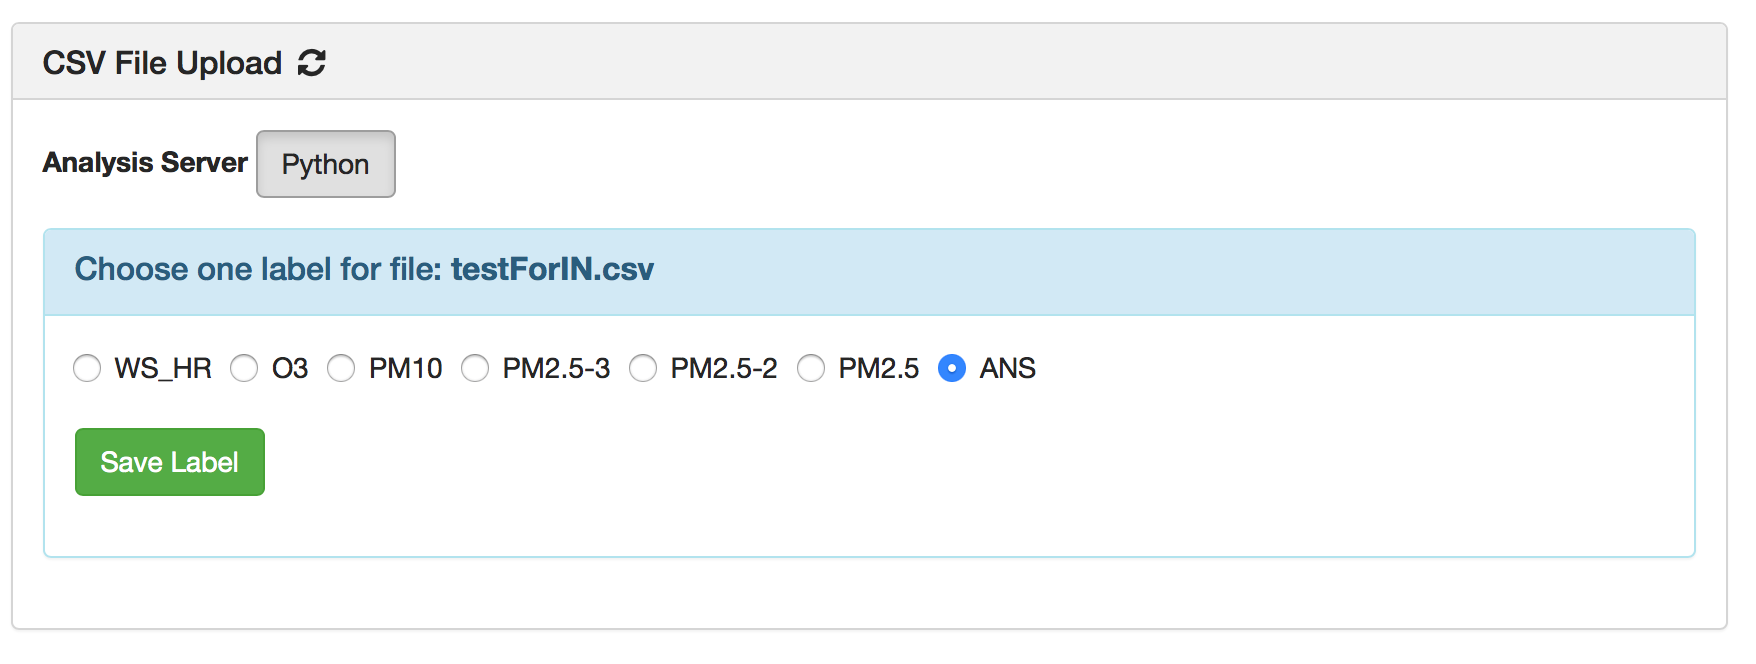 CSV File Upload
Analysis Server Python
Choose one label for file: testForIN.csv
WS_HR O3 PM10 PM2.5-3 PM2.5-2 PM2.5 ANS
Save Label